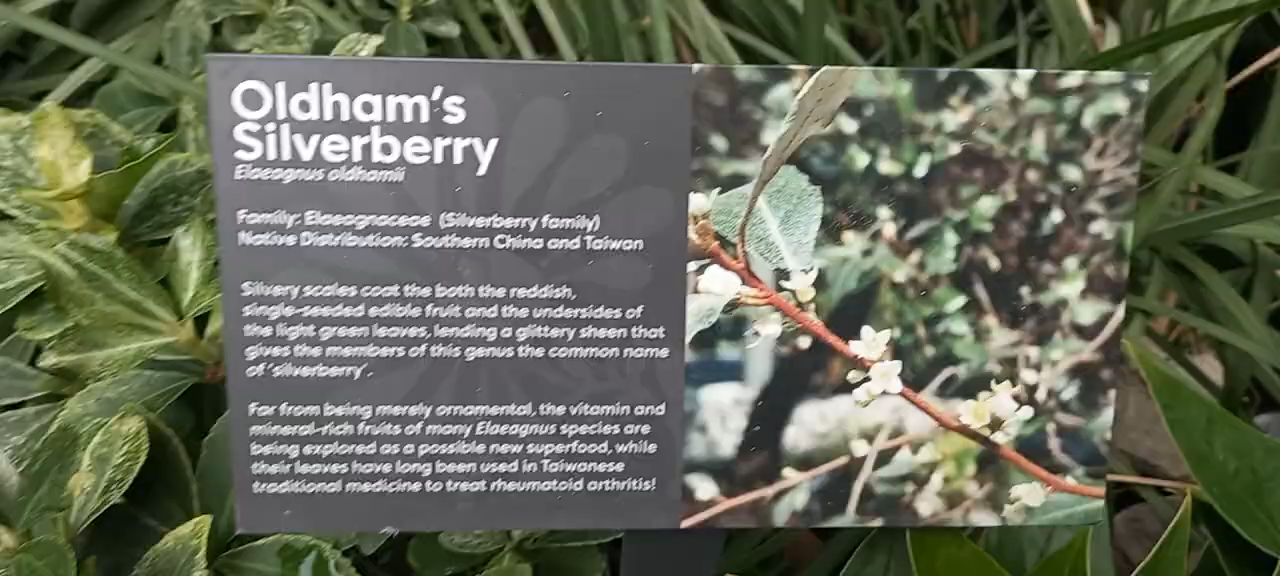 Oldham's
Silverberry
Elaeagnus oldhamii
Family: Elaeagnaceae (Silverberry family)
Native Distribution: Southern China and Taiwan
Silvery scales coat the both the reddish,
single-seeded edible fruit and the undersides of
the light green leaves, lending a glittery sheen that
gives the members of this genus the common name
of 'silverberry'.
Far from being merely ornamental, the vitamin and
mineral-rich fruits of many Elaeagnus species are
being explored as a possible new superfood, while
their leaves have long been used in Taiwanese
traditional medicine to treat rheumatoid arthritis!